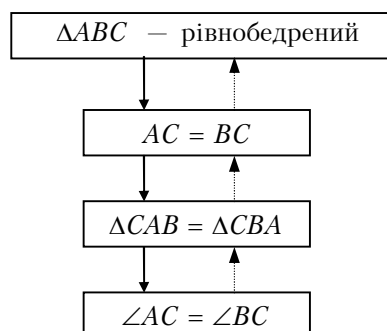 ΔABC — рівнобедрений
AC = BC
ΔCAB = ΔCBA
∠AC = ∠BC